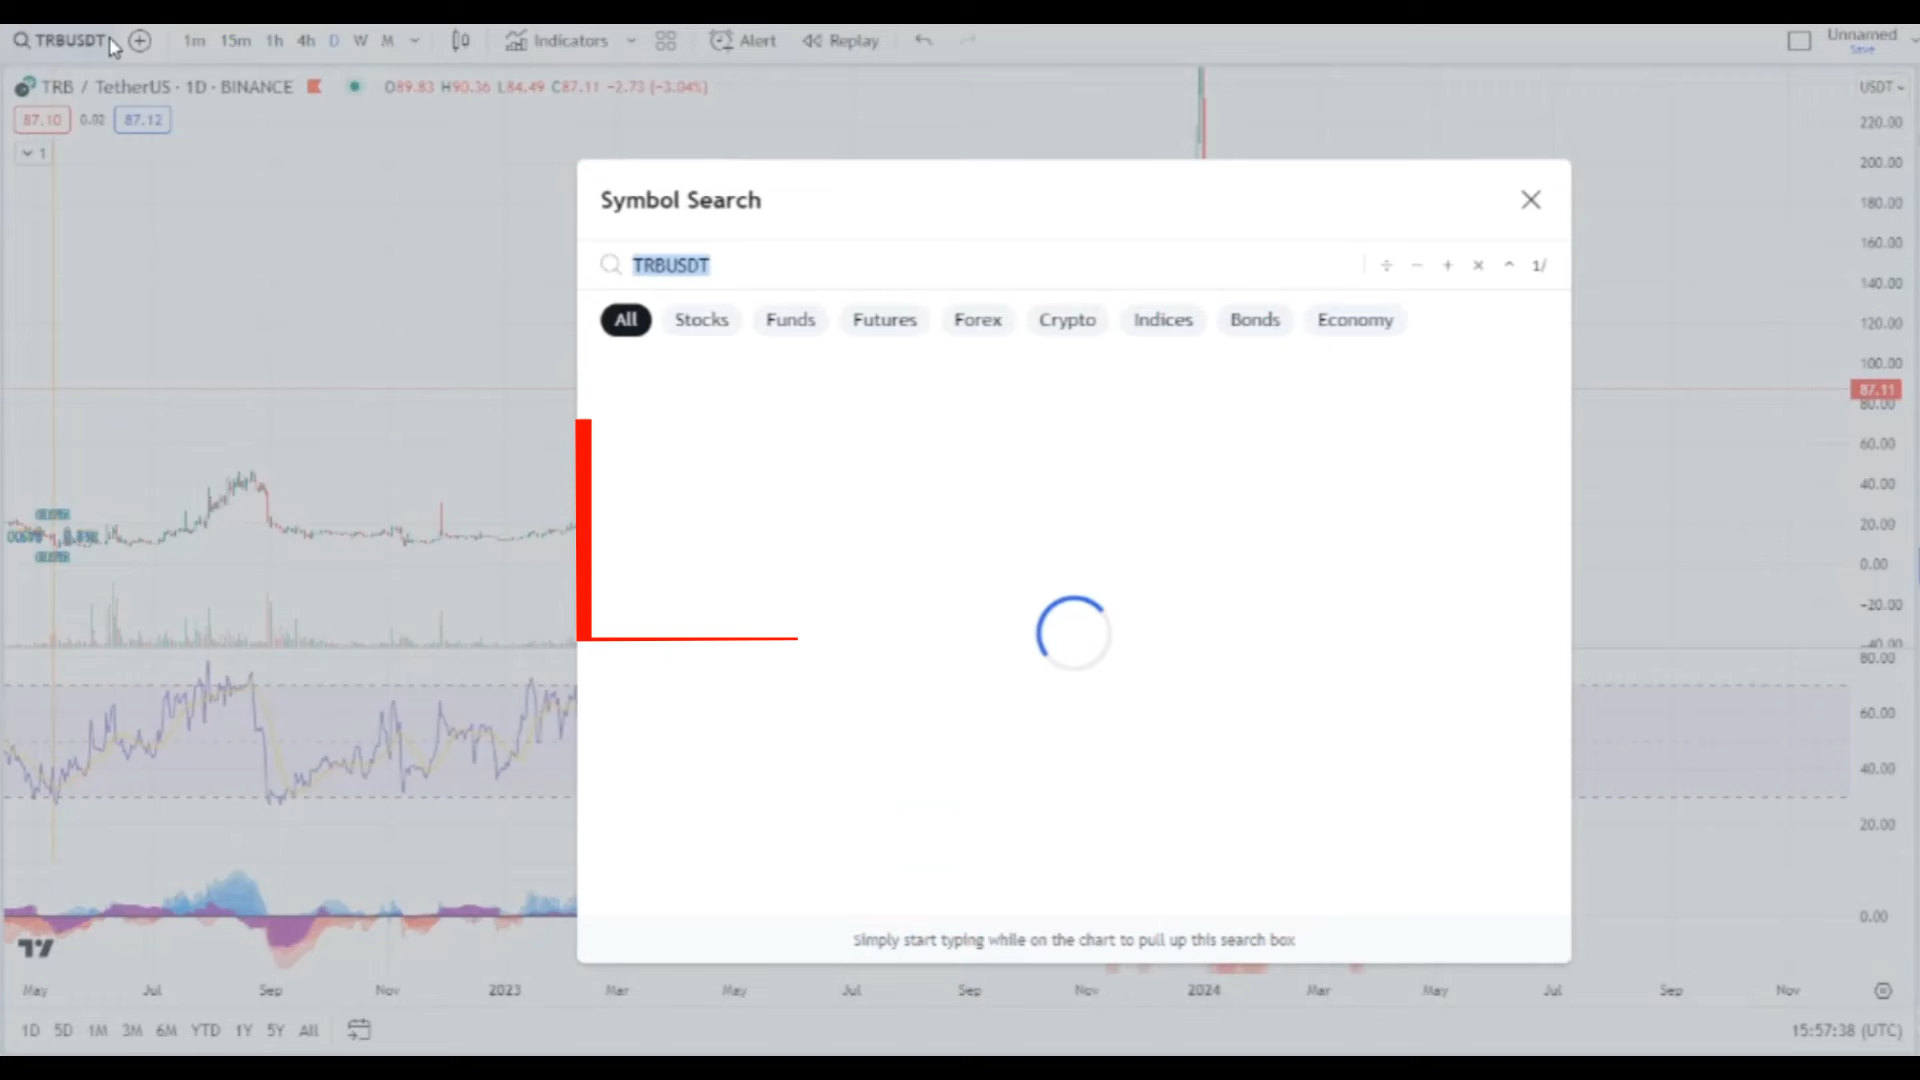 TRBUSDT 1m 15m 1h 4h D W M Indicators Alert Replay Unnamed
Save
TRB / TetherUS · 1D · BINANCE O89.83 H90.36 L84.49 C87.11 −2.73 (−3.04%) USDT
87.10 0.02 87.12
1
220.00
200.00
180.00
160.00
140.00
120.00
100.00
87.11
80.00
60.00
40.00
20.00
0.00
−20.00
−40.00
80.00
60.00
40.00
20.00
0.00
Symbol Search
TRBUSDT ÷ − + × ^ 1/
All Stocks Funds Futures Forex Crypto Indices Bonds Economy
Simply start typing while on the chart to pull up this search box
May Jul Sep Nov 2023 Mar May Jul Sep Nov 2024 Mar May Jul Sep Nov
1D 5D 1M 3M 6M YTD 1Y 5Y All 15:57:38 (UTC)